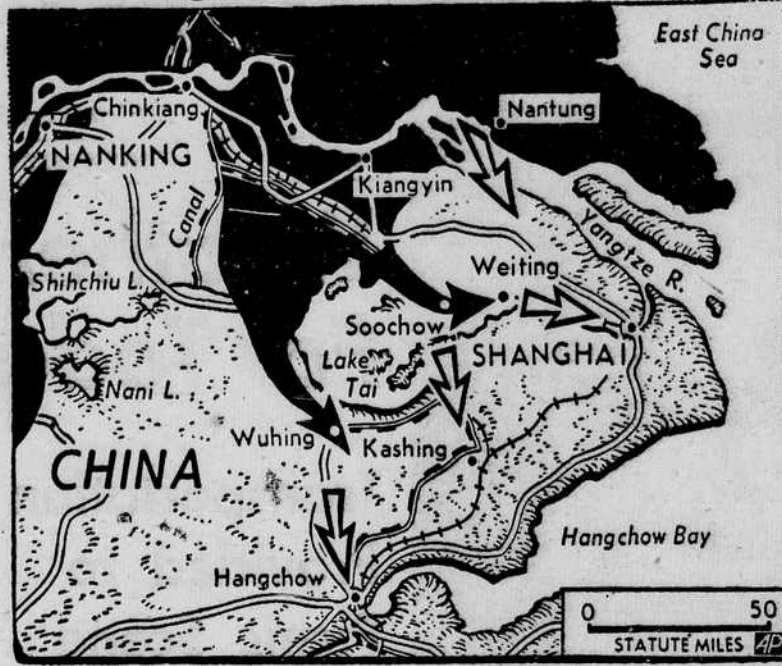 East China
Sea
Chinkiang
Nantung
NANKING
Kiangyin
Canal
Yangtze R.
Weiting
Shihchiu L.
Soochow
SHANGHAI
Lake
Tai
Nani L.
Wuhing
Kashing
CHINA
Hangchow Bay
Hangchow
0 50
STATUTE MILES AP